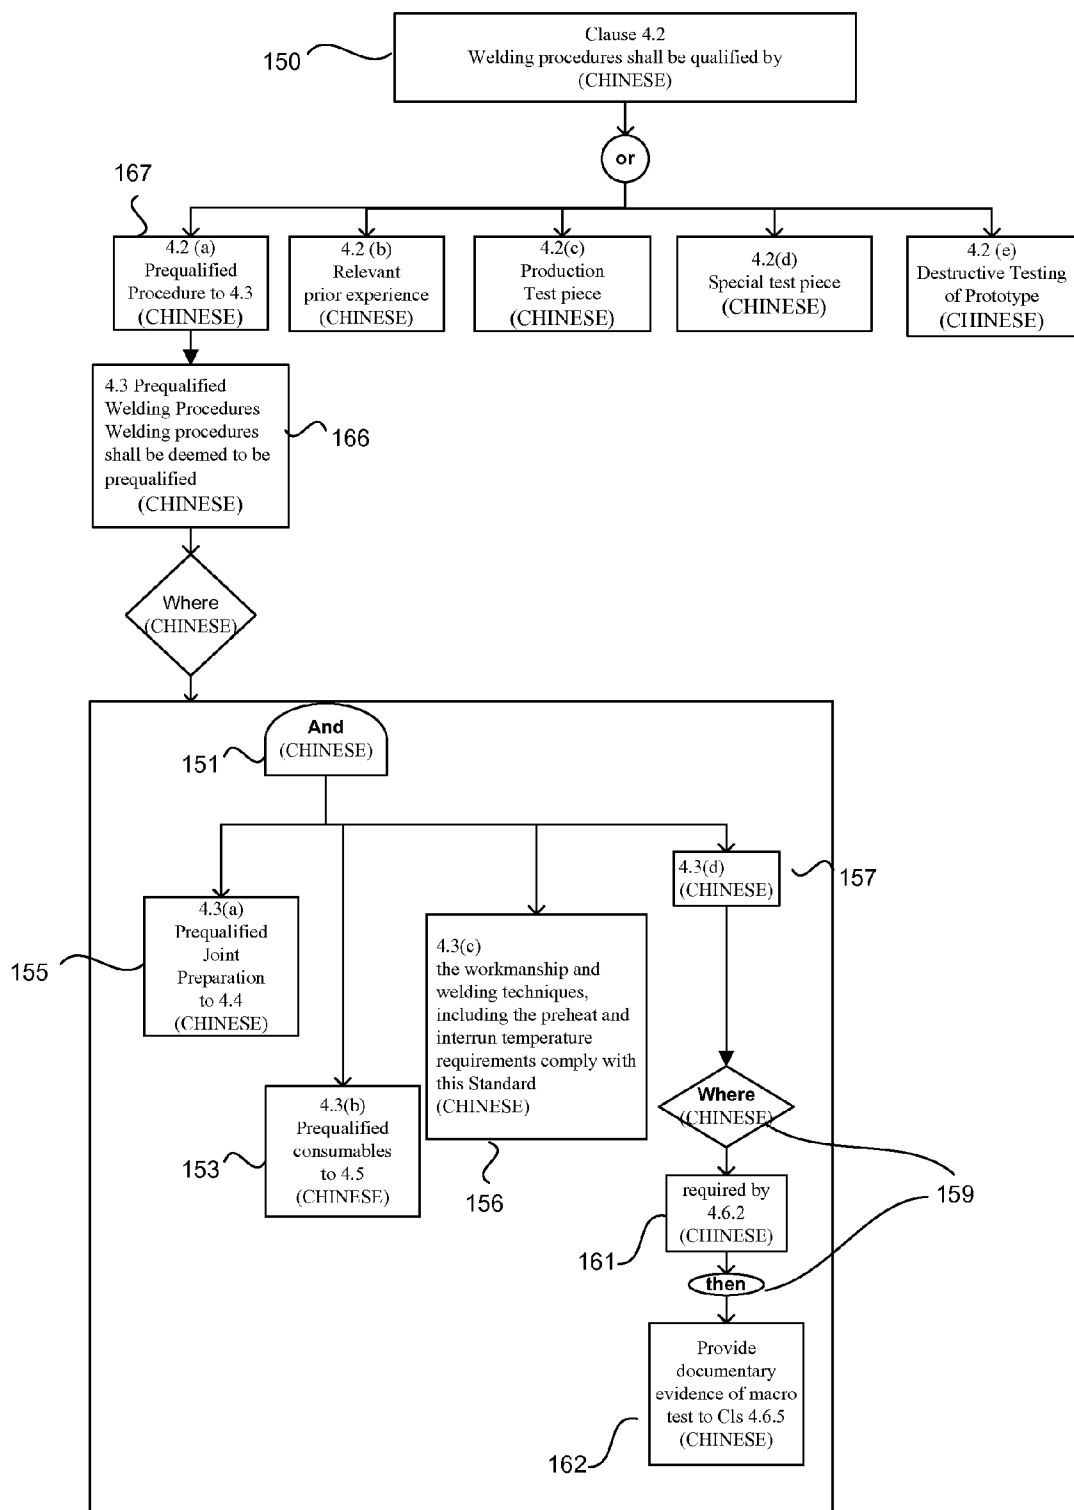 Clause 4.2
Welding procedures shall be qualified by
(CHINESE)
150
or
167
4.2 (a)
Prequalified
Procedure to 4.3
(CHINESE)
4.2 (b)
Relevant
prior experience
(CHINESE)
4.2(c)
Production
Test piece
(CHINESE)
4.2(d)
Special test piece
(CHINESE)
4.2 (e)
Destructive Testing
of Prototype
(CHINESE)
4.3 Prequalified
Welding Procedures
Welding procedures
shall be deemed to be
prequalified
(CHINESE)
166
Where
(CHINESE)
And
(CHINESE)
151
4.3(a)
Prequalified
Joint
Preparation
to 4.4
(CHINESE)
155
4.3(b)
Prequalified
consumables
to 4.5
(CHINESE)
153
4.3(c)
the workmanship and
welding techniques,
including the preheat and
interrun temperature
requirements comply with
this Standard
(CHINESE)
156
4.3(d)
(CHINESE)
157
Where
(CHINESE)
159
required by
4.6.2
(CHINESE)
161
then
Provide
documentary
evidence of macro
test to Cls 4.6.5
(CHINESE)
162